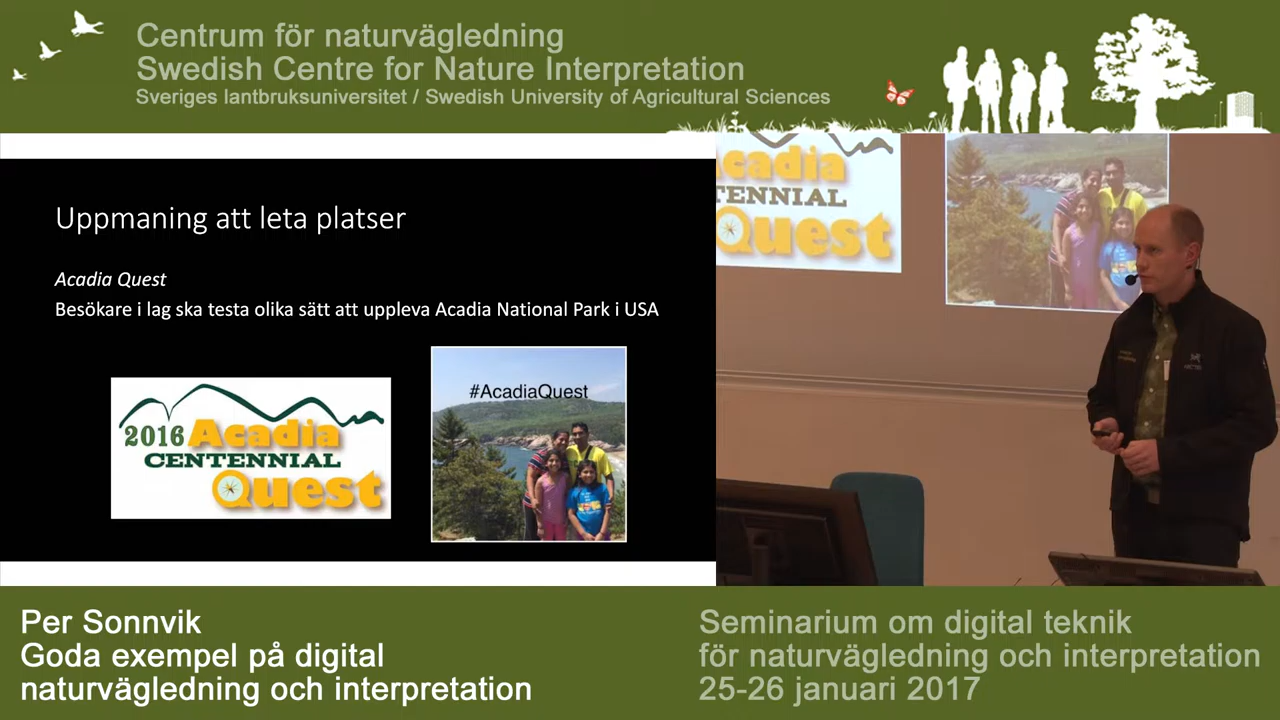 Centrum för naturvägledning
Swedish Centre for Nature Interpretation
Sveriges lantbruksuniversitet / Swedish University of Agricultural Sciences
Uppmaning att leta platser
Acadia Quest
Besökare i lag ska testa olika sätt att uppleva Acadia National Park i USA
2016 Acadia
CENTENNIAL
Quest
#AcadiaQuest
Acadia
TENNIAL
Quest
Per Sonnvik
Goda exempel på digital
naturvägledning och interpretation
Seminarium om digital teknik
för naturvägledning och interpretation
25-26 januari 2017